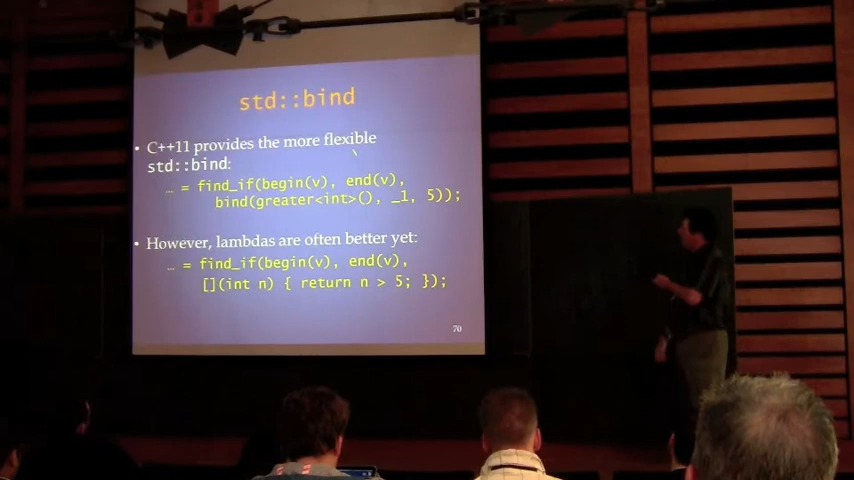 std::bind
• C++11 provides the more flexible
std::bind:
… = find_if(begin(v), end(v),
bind(greater<int>(), _1, 5));
• However, lambdas are often better yet:
… = find_if(begin(v), end(v),
[](int n) { return n > 5; });
70